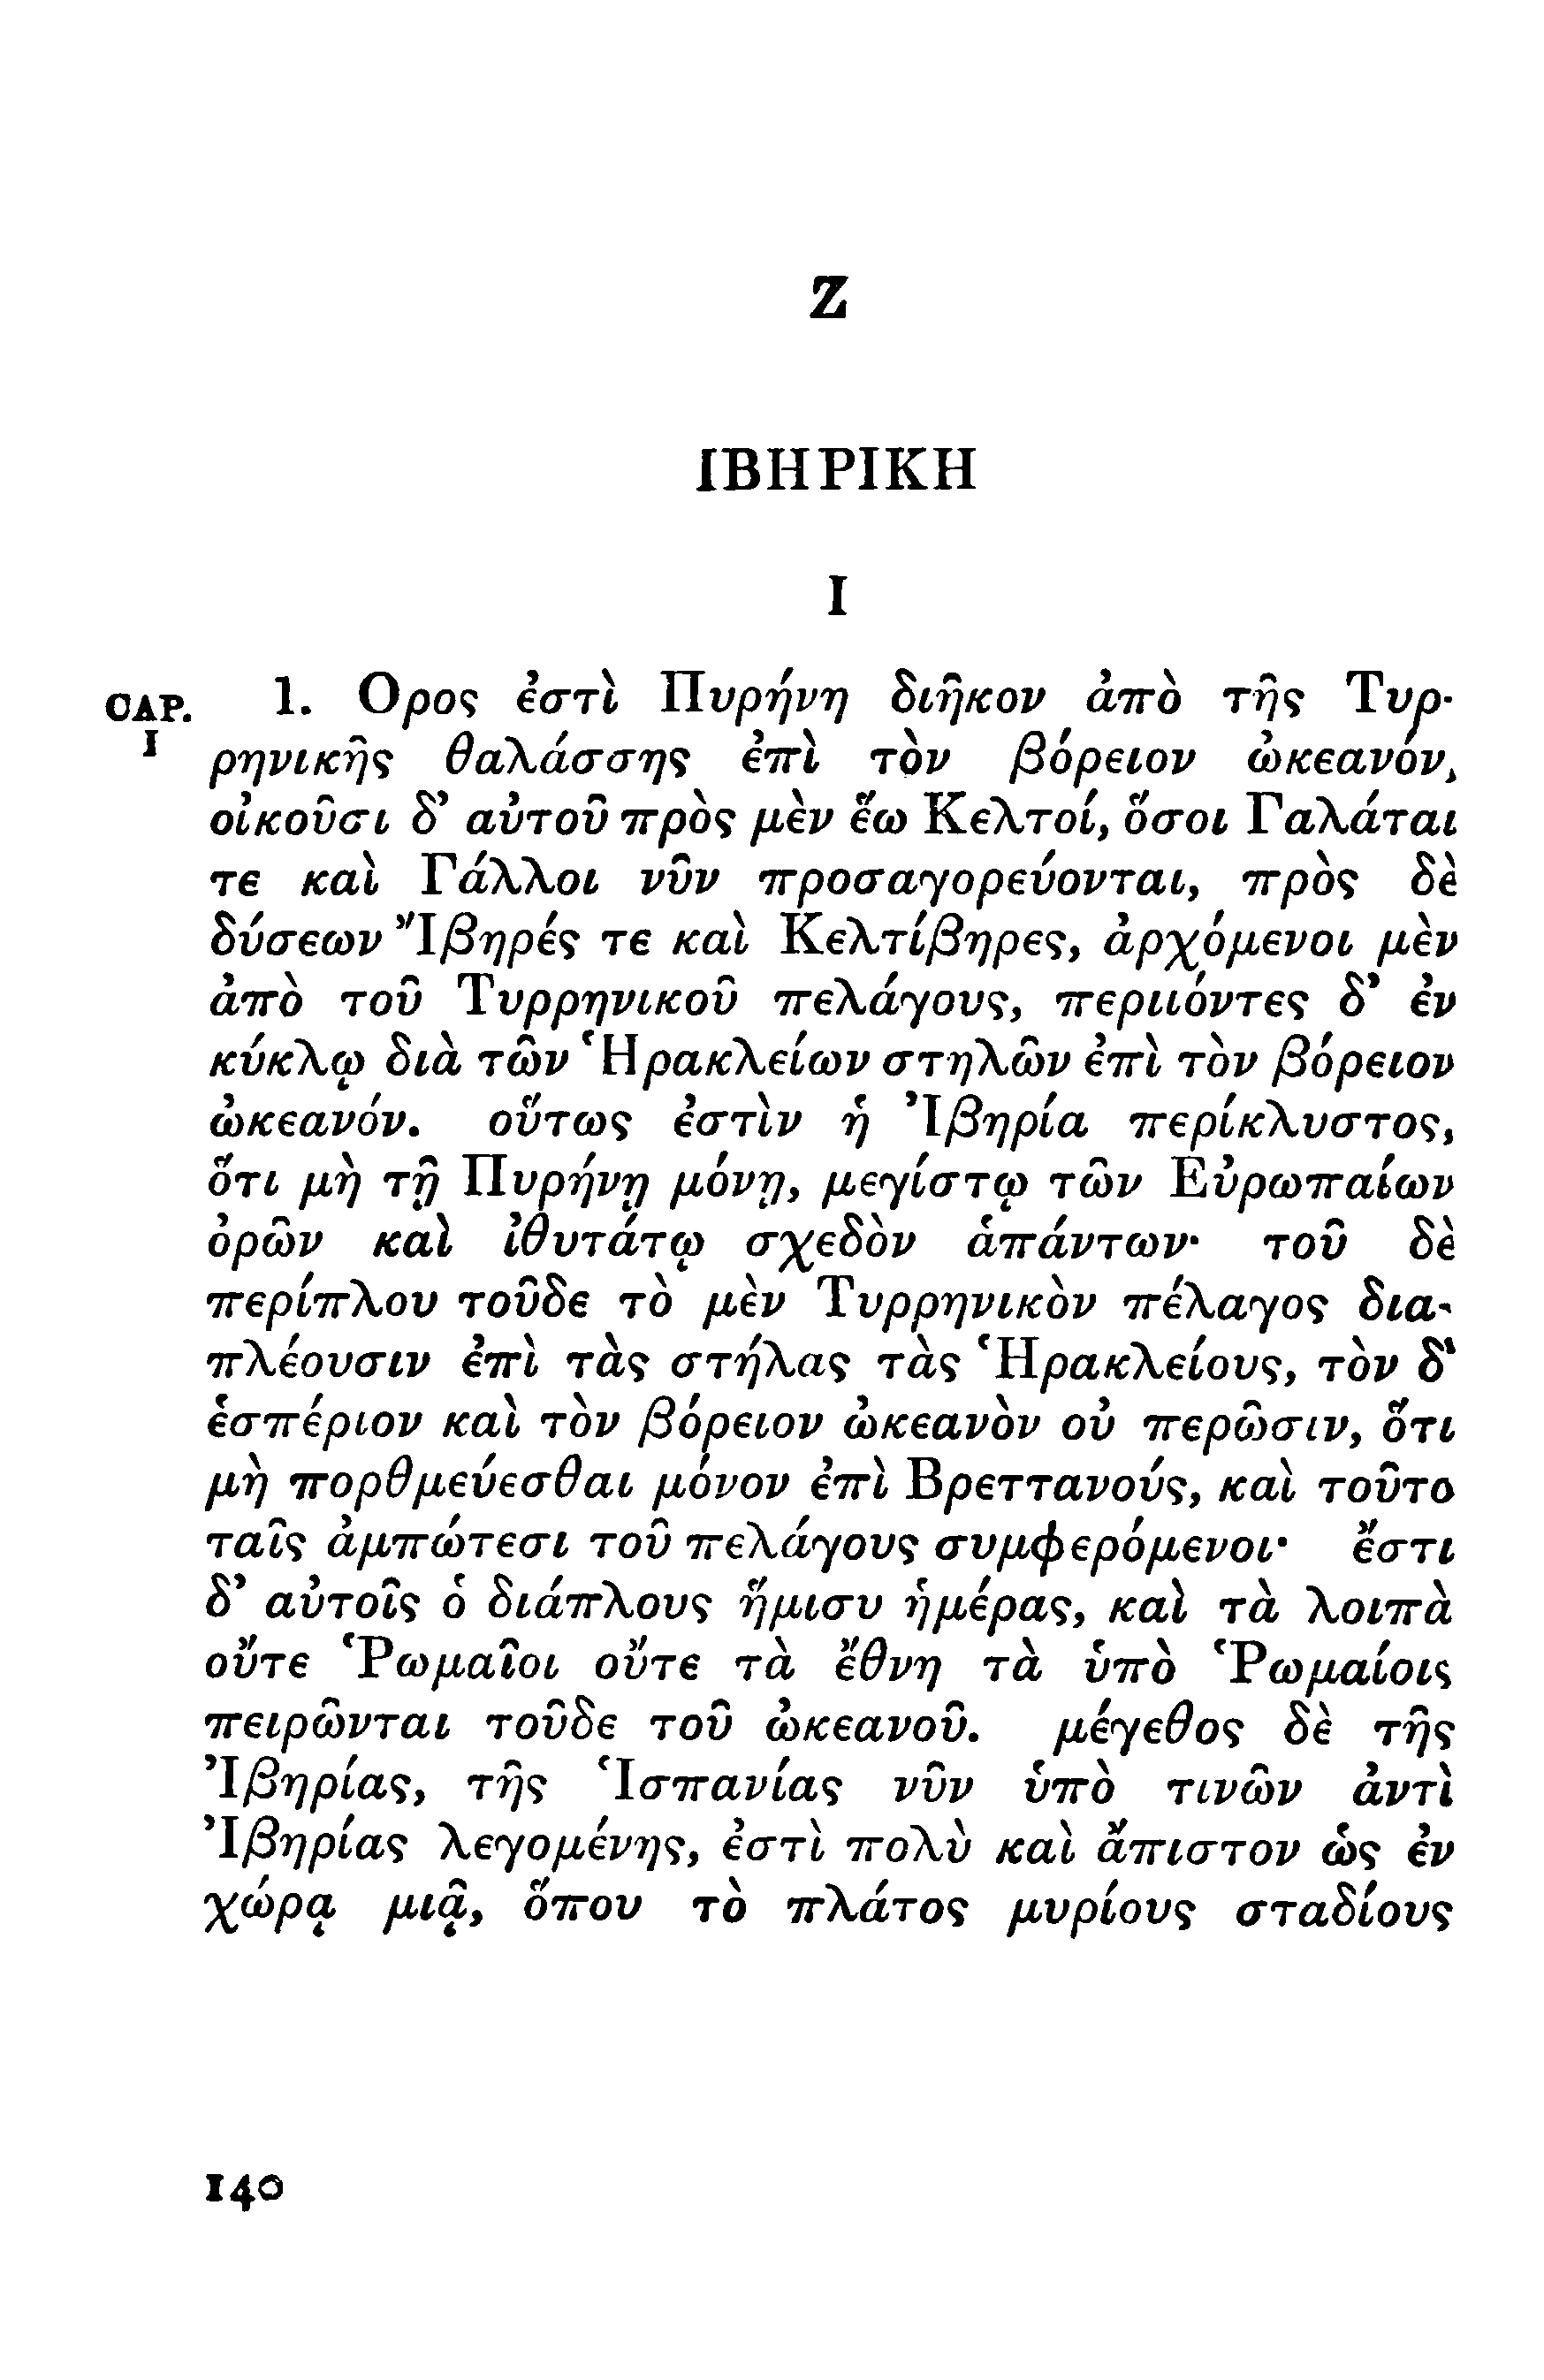 Z
ΙΒΗΡΙΚΗ
I
CAP. I
1. Ορος ἐστὶ Πυρήνη διῆκον ἀπὸ τῆς Τυρ-
ρηνικῆς θαλάσσης ἐπὶ τὸν βόρειον ὠκεανόν,
οἰκοῦσι δ’ αὐτοῦ πρὸς μὲν ἕω Κελτοί, ὅσοι Γαλάται
τε καὶ Γάλλοι νῦν προσαγορεύονται, πρὸς δὲ
δύσεων Ἴβηρές τε καὶ Κελτίβηρες, ἀρχόμενοι μὲν
ἀπὸ τοῦ Τυρρηνικοῦ πελάγους, περιιόντες δ’ ἐν
κύκλῳ διὰ τῶν Ἡρακλείων στηλῶν ἐπὶ τὸν βόρειον
ὠκεανόν. οὕτως ἐστὶν ἡ Ἰβηρία περίκλυστος,
ὅτι μὴ τῇ Πυρήνῃ μόνῃ, μεγίστῳ τῶν Εὐρωπαίων
ὀρῶν καὶ ἰθυτάτῳ σχεδὸν ἁπάντων· τοῦ δὲ
περίπλου τοῦδε τὸ μὲν Τυρρηνικὸν πέλαγος δια-
πλέουσιν ἐπὶ τὰς στήλας τὰς Ἡρακλείους, τὸν δ’
ἑσπέριον καὶ τὸν βόρειον ὠκεανὸν οὐ περῶσιν, ὅτι
μὴ πορθμεύεσθαι μόνον ἐπὶ Βρεττανούς, καὶ τοῦτο
ταῖς ἀμπώτεσι τοῦ πελάγους συμφερόμενοι· ἔστι
δ’ αὐτοῖς ὁ διάπλους ἥμισυ ἡμέρας, καὶ τὰ λοιπὰ
οὔτε Ῥωμαῖοι οὔτε τὰ ἔθνη τὰ ὑπὸ Ῥωμαίοις
πειρῶνται τοῦδε τοῦ ὠκεανοῦ. μέγεθος δὲ τῆς
Ἰβηρίας, τῆς Ἱσπανίας νῦν ὑπὸ τινῶν ἀντὶ
Ἰβηρίας λεγομένης, ἐστὶ πολὺ καὶ ἄπιστον ὡς ἐν
χώρᾳ μιᾷ, ὅπου τὸ πλάτος μυρίους σταδίους
140